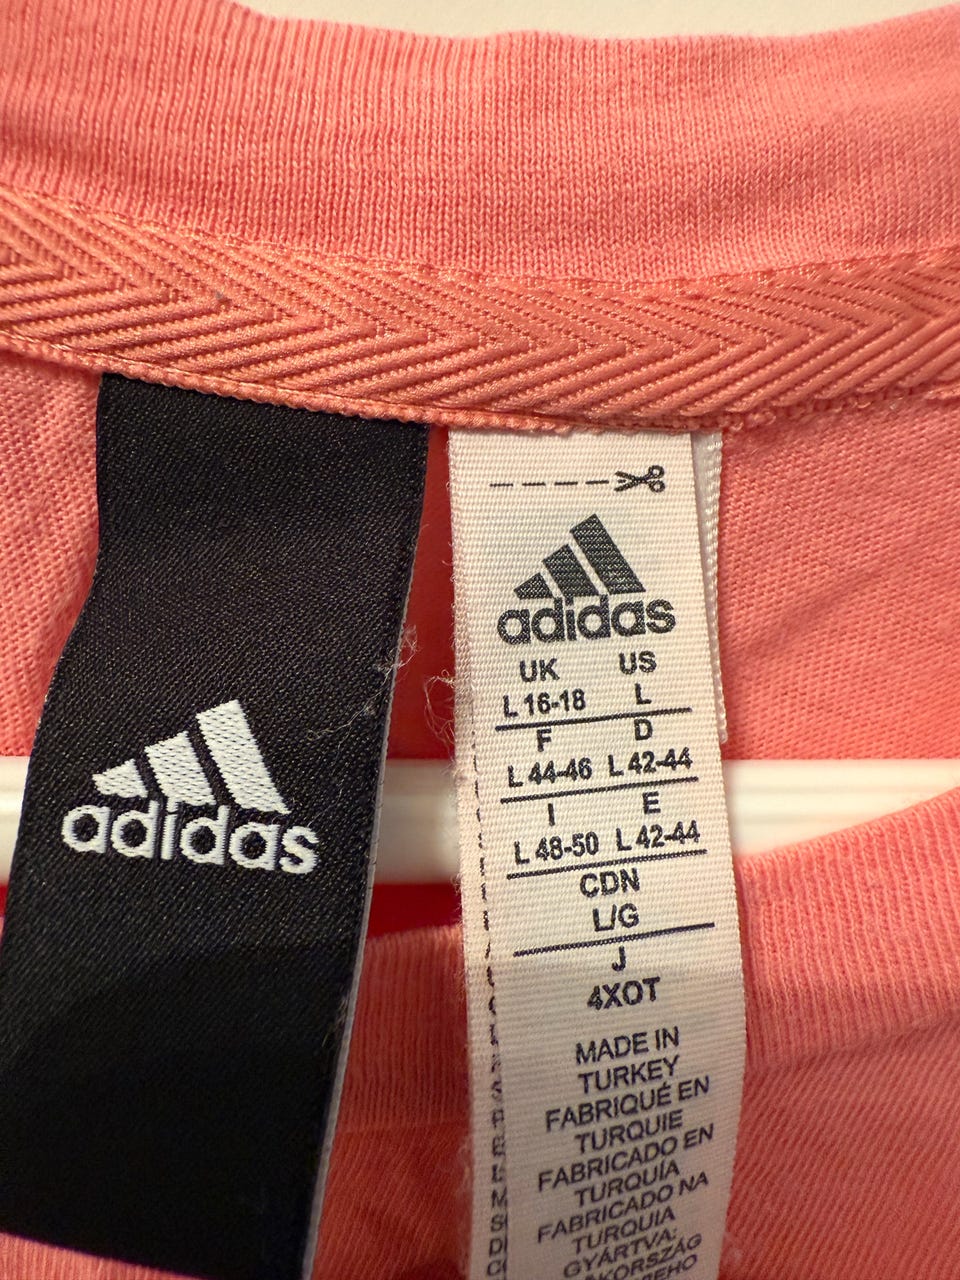 adidas
adidas
UK US
L 16-18 L
F D
L 44-46 L 42-44
I E
L 48-50 L 42-44
CDN
L/G
J
4XOT
MADE IN
TURKEY
FABRIQUÉ EN
TURQUIE
FABRICADO EN
TURQUÍA
FABRICADO NA
TURQUIA
GYÁRTVA: